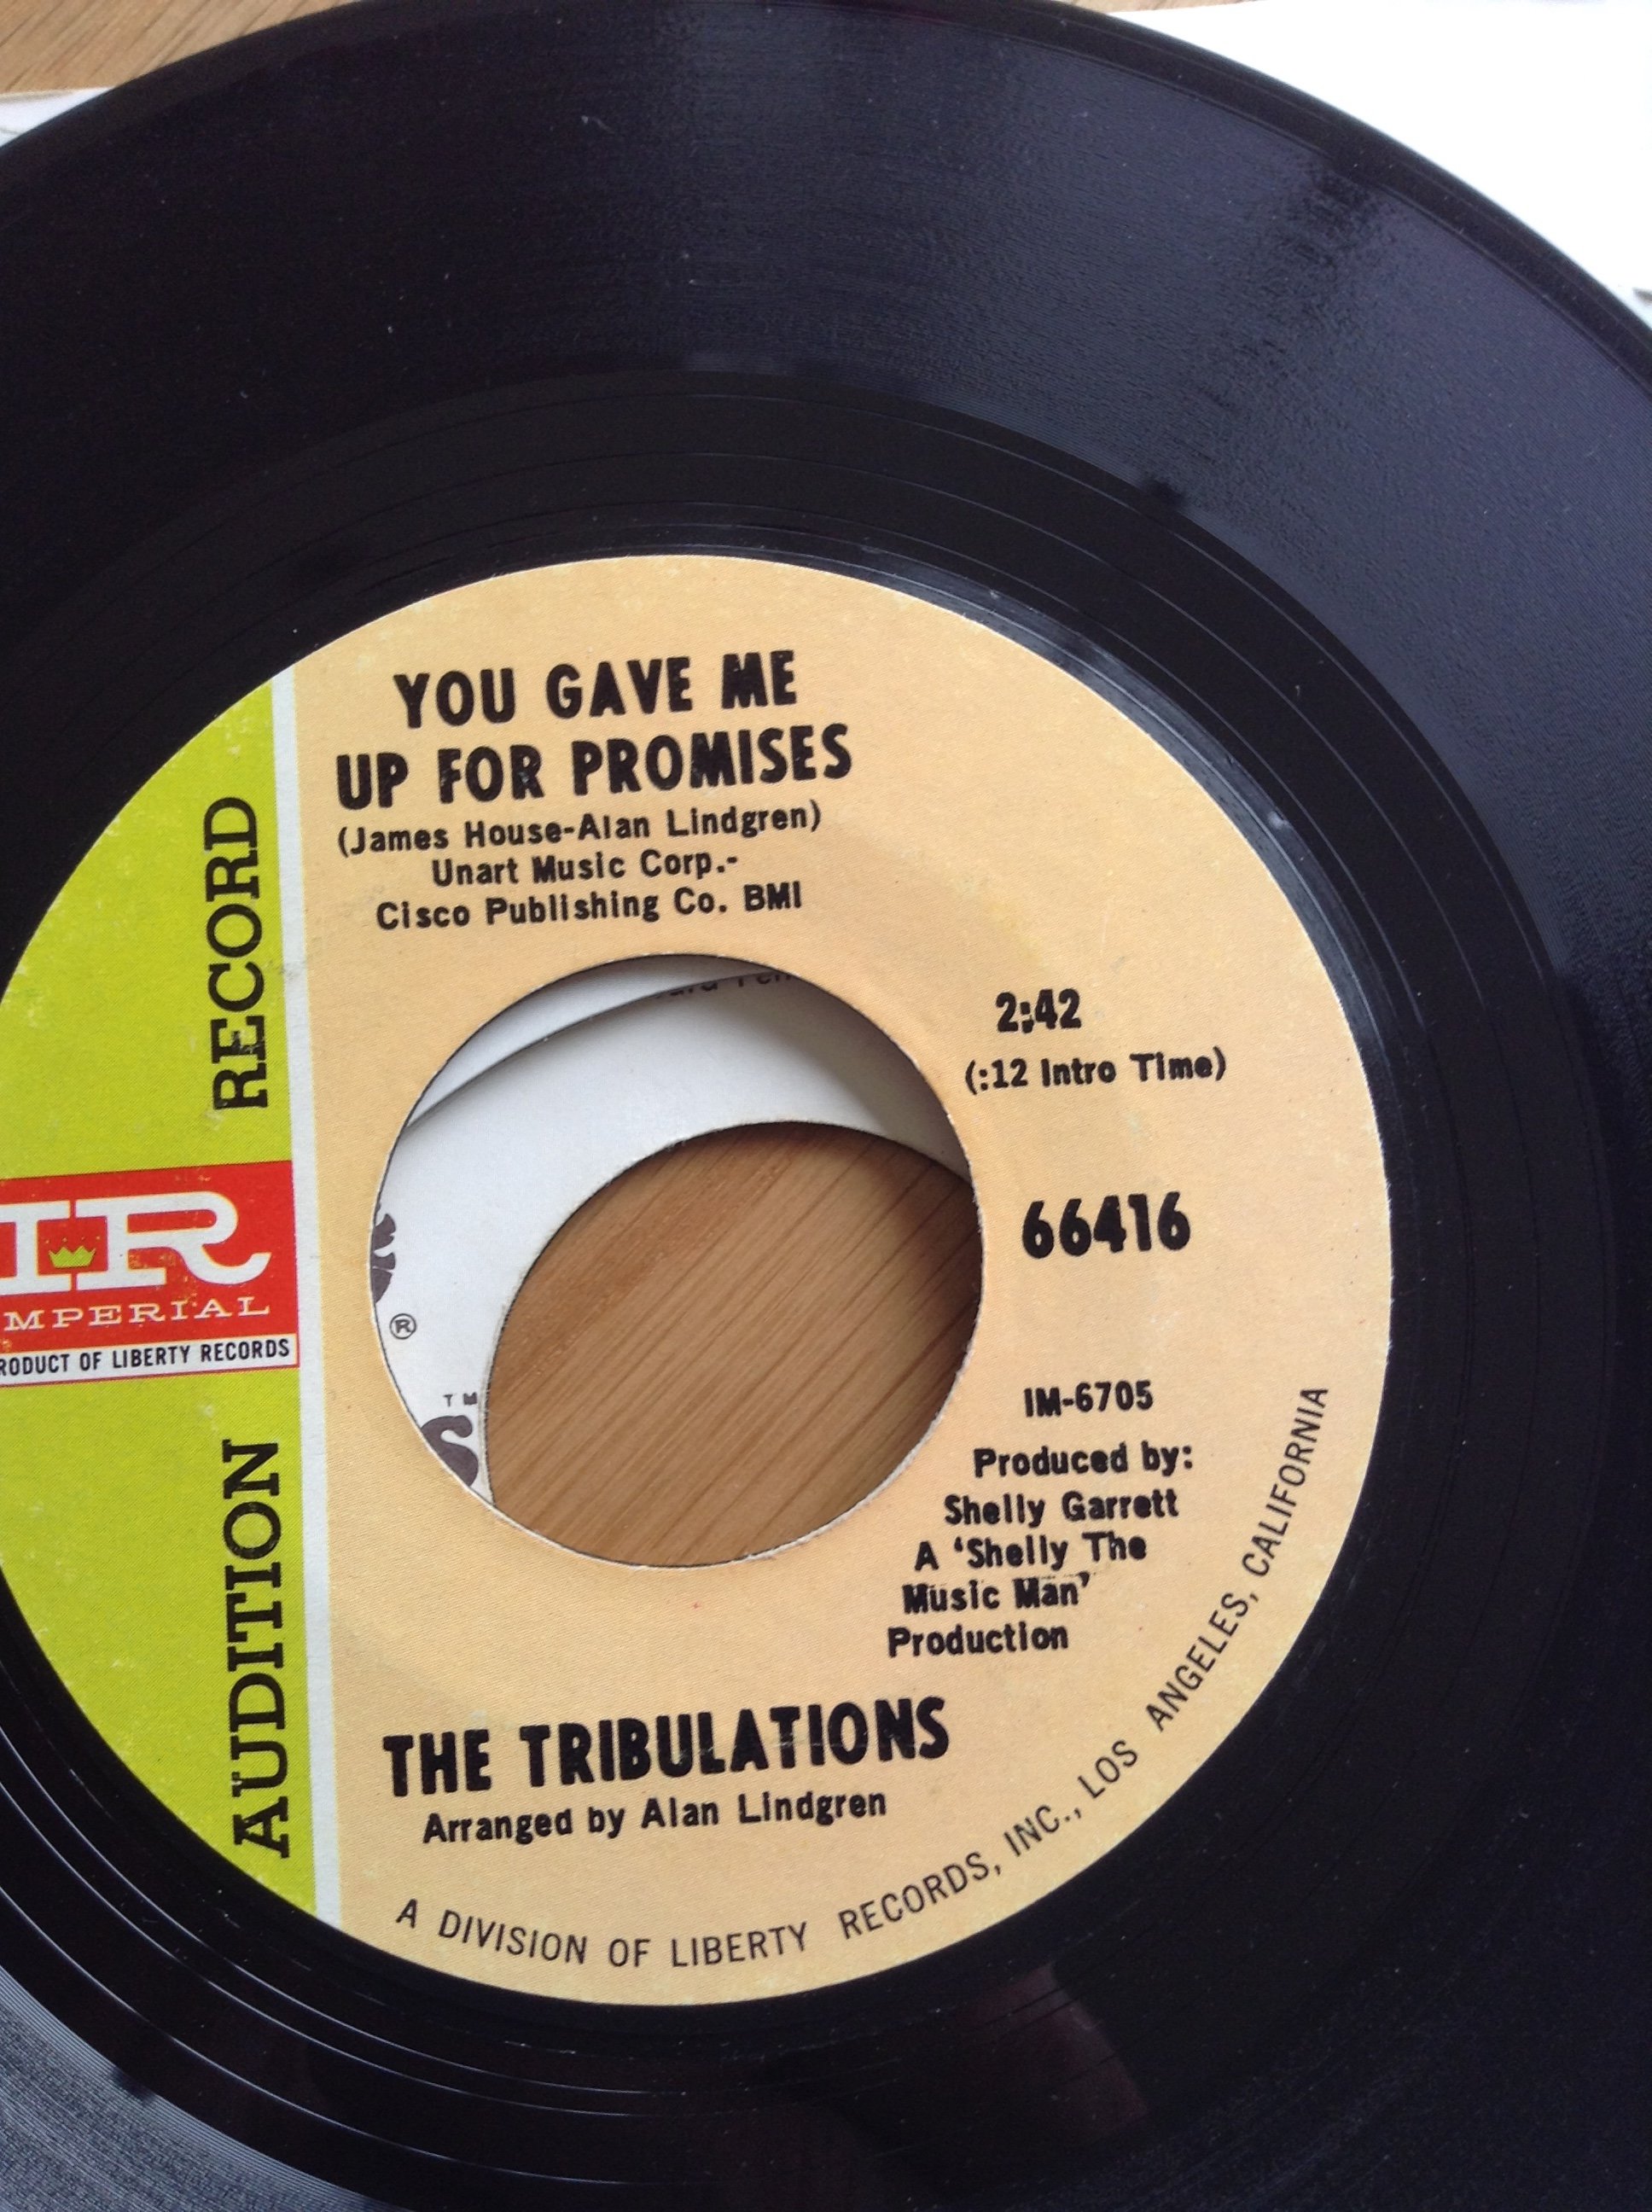 YOU GAVE ME
UP FOR PROMISES
(James House-Alan Lindgren)
Unart Music Corp.-
Cisco Publishing Co. BMI
2:42
(:12 Intro Time)
66416
IM-6705
Produced by:
Shelly Garrett
A ‘Shelly The
Music Man’
Production
THE TRIBULATIONS
Arranged by Alan Lindgren
A DIVISION OF LIBERTY RECORDS, INC., LOS ANGELES, CALIFORNIA
AUDITION RECORD
IR
MPERIAL
RODUCT OF LIBERTY RECORDS
®
TM